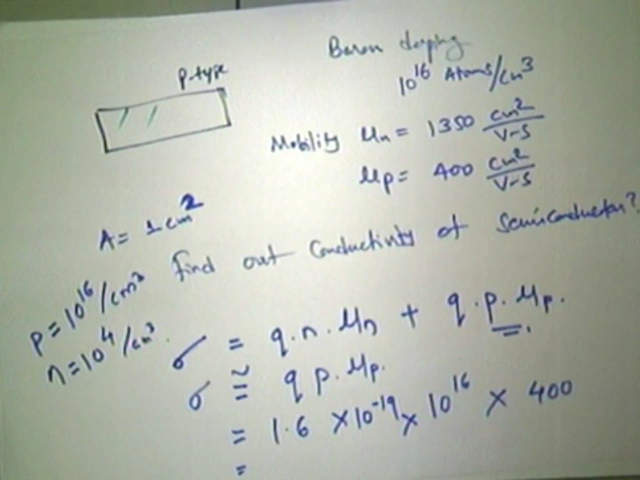 Boron doping
P-type
10^16 Atoms/cm^3
Mobility μn = 1350 cm^2/V-S
μp = 400 cm^2/V-S
A = 1 cm^2
Find out Conductivity of Semiconductor?
p = 10^16/cm^3
n = 10^4/cm^3.
σ = q.n.μn + q.p.μp.
σ ≅ q p.μp.
= 1.6 × 10^-19 × 10^16 × 400
=